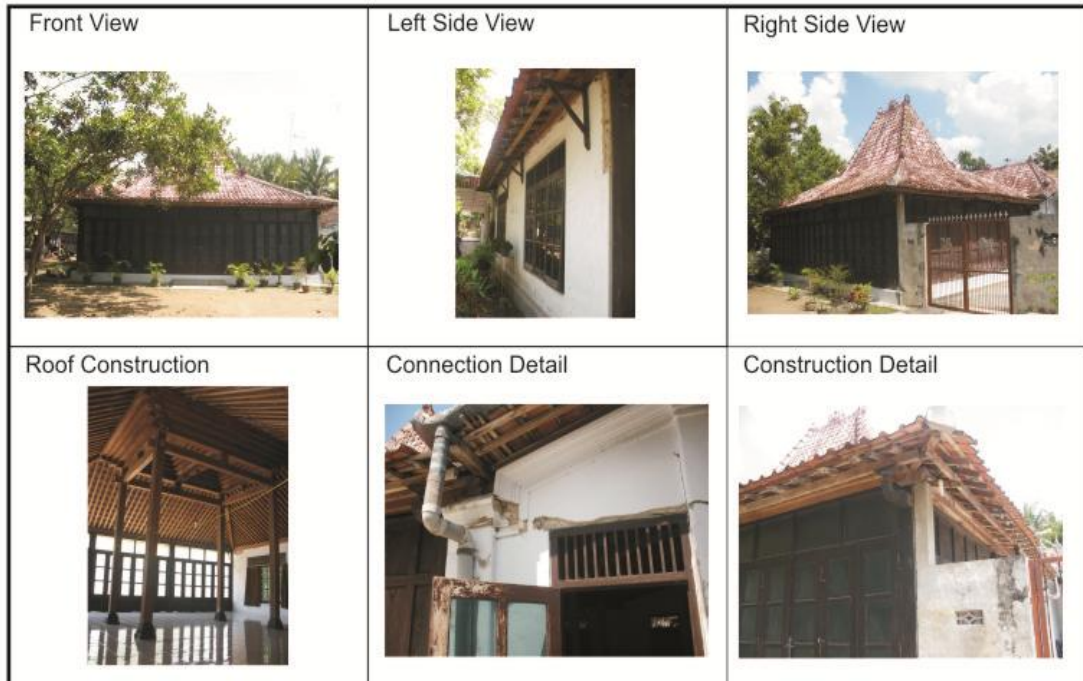 Front View
Left Side View
Right Side View
Roof Construction
Connection Detail
Construction Detail